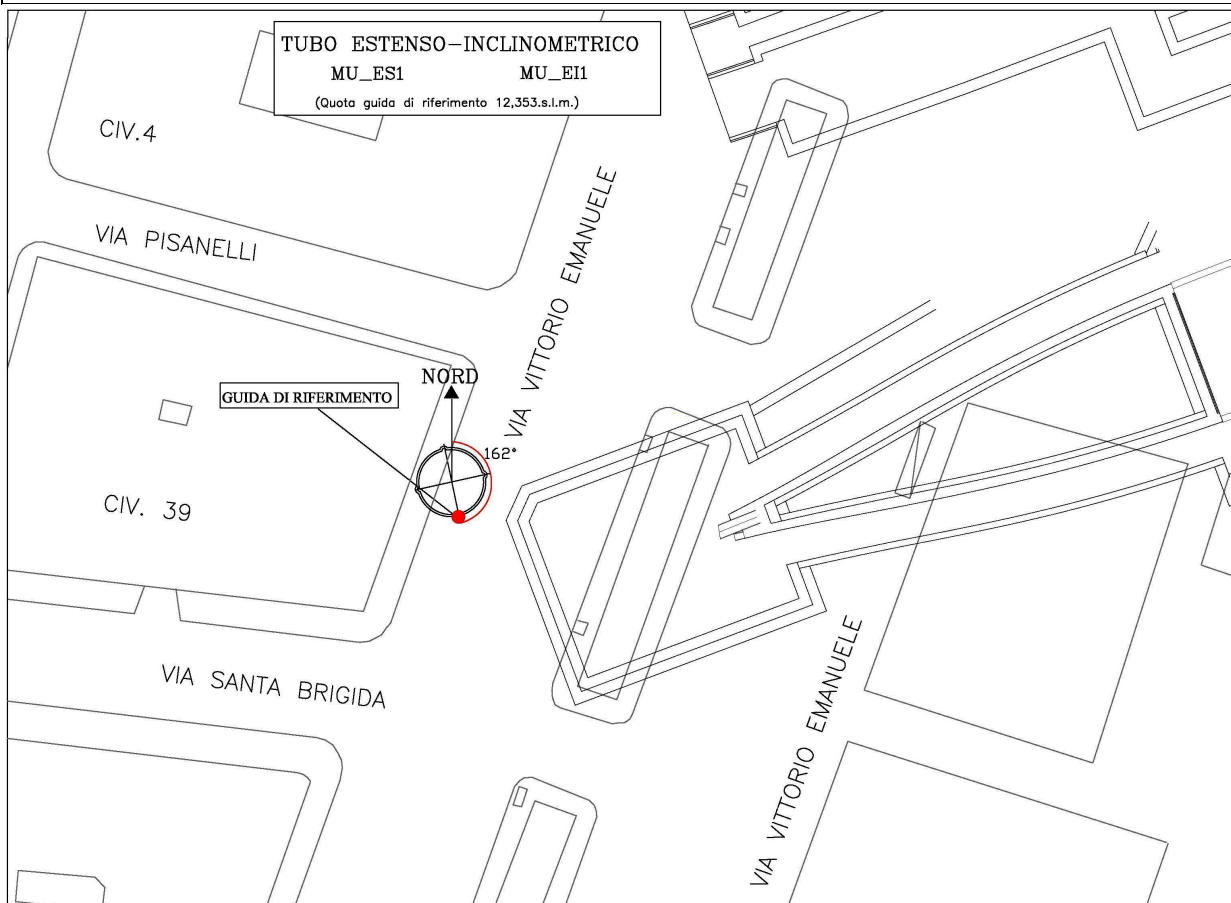 TUBO ESTENSO-INCLINOMETRICO
MU_ES1 MU_EI1
(Quota guida di riferimento 12,353.s.l.m.)
CIV.4
VIA PISANELLI
VIA VITTORIO EMANUELE
NORD
GUIDA DI RIFERIMENTO
162°
CIV. 39
VIA SANTA BRIGIDA
VIA VITTORIO EMANUELE